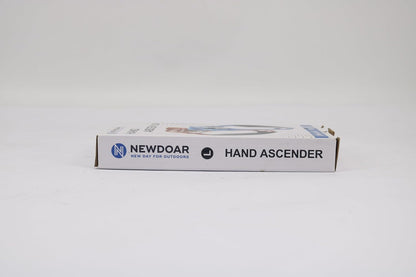 NEWDOAR
NEW DAY FOR OUTDOORS
L
HAND ASCENDER